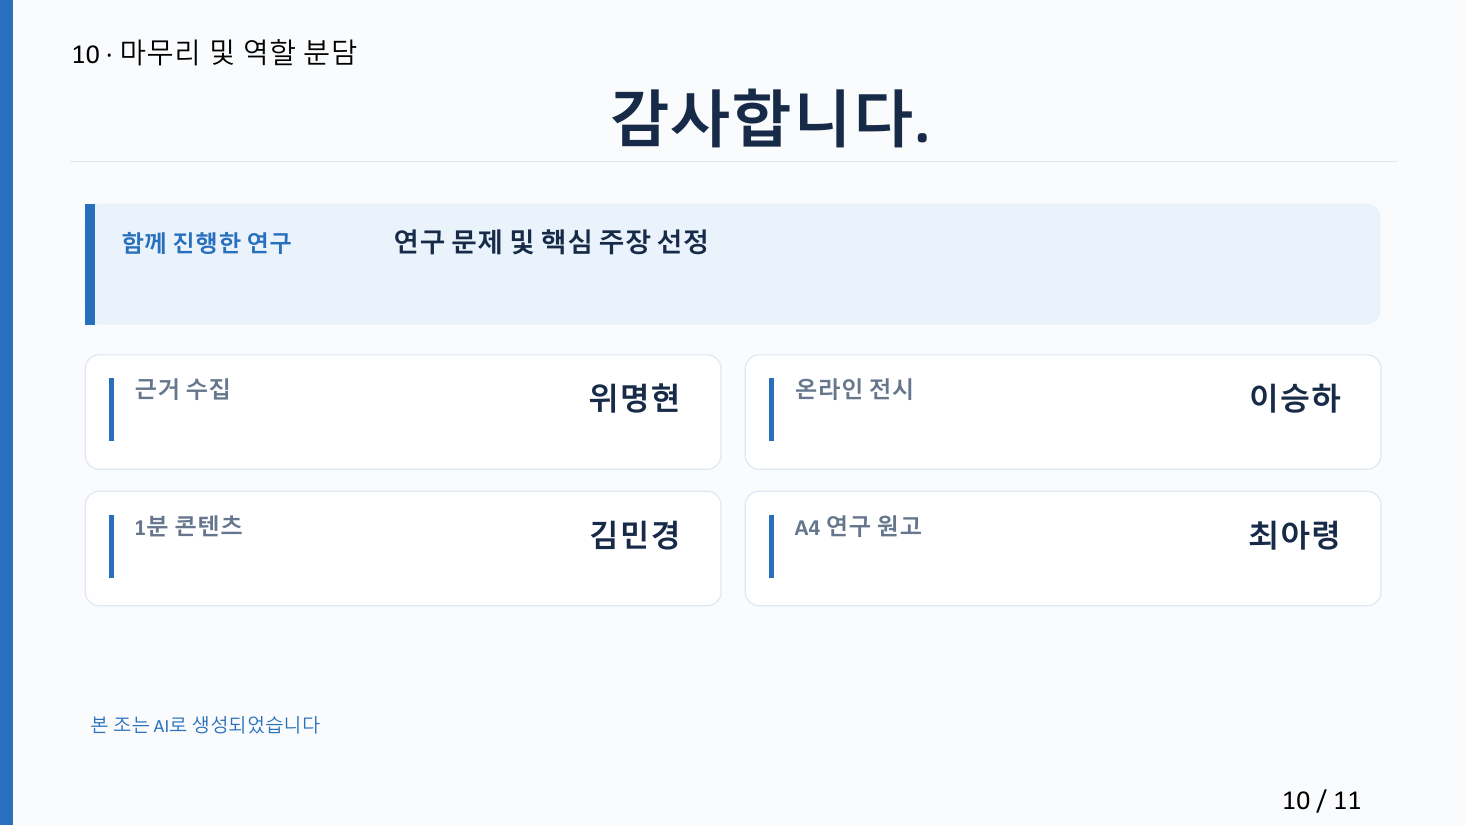 10 · 마무리 및 역할 분담
감사합니다.
함께 진행한 연구
연구 문제 및 핵심 주장 선정
근거 수집
위명현
온라인 전시
이승하
1분 콘텐츠
김민경
A4 연구 원고
최아령
본 조는 AI로 생성되었습니다
10 / 11